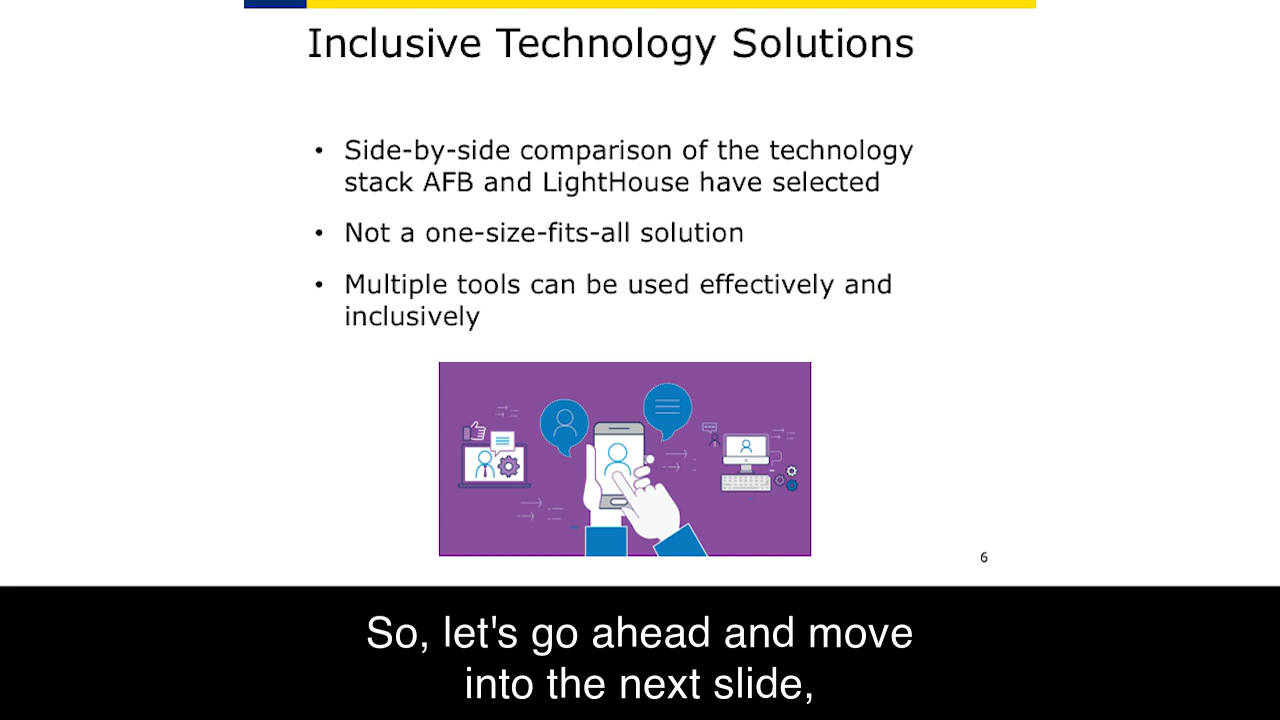 Inclusive Technology Solutions
• Side-by-side comparison of the technology
stack AFB and LightHouse have selected
• Not a one-size-fits-all solution
• Multiple tools can be used effectively and
inclusively
6
So, let's go ahead and move
into the next slide,